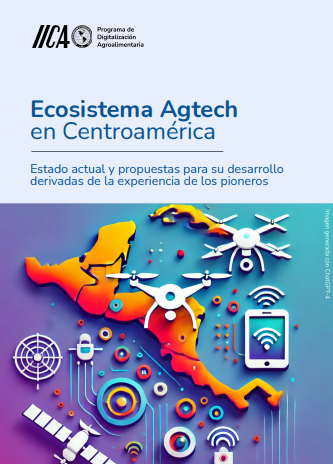 IICA
Programa de
Digitalización
Agroalimentaria
Ecosistema Agtech
en Centroamérica
Estado actual y propuestas para su desarrollo
derivadas de la experiencia de los pioneros
Imagen generada con ChatGPT-4